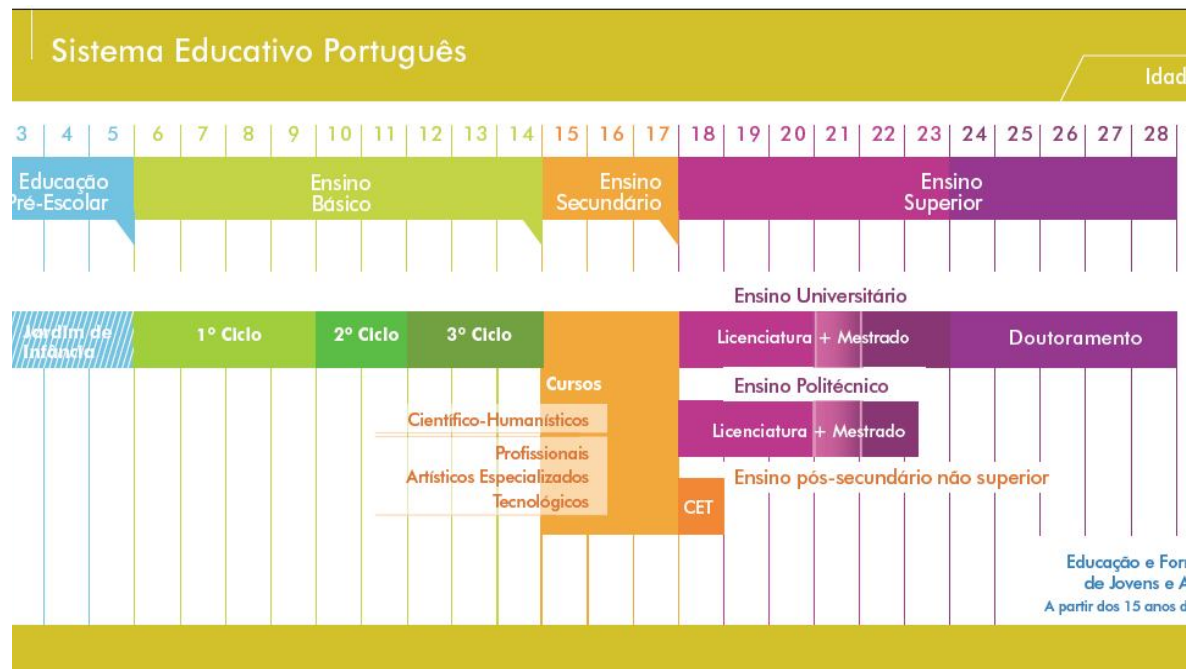 Sistema Educativo Português
Idad
3 4 5 6 7 8 9 10 11 12 13 14 15 16 17 18 19 20 21 22 23 24 25 26 27 28
Educação
Pré-Escolar
Ensino
Básico
Ensino
Secundário
Ensino
Superior
Ensino Universitário
Jardim de
Infância
1º Ciclo
2º Ciclo
3º Ciclo
Licenciatura + Mestrado
Doutoramento
Cursos
Científico-Humanísticos
Profissionais
Artísticos Especializados
Tecnológicos
Ensino Politécnico
Licenciatura + Mestrado
Ensino pós-secundário não superior
CET
Educação e For
de Jovens e A
A partir dos 15 anos d